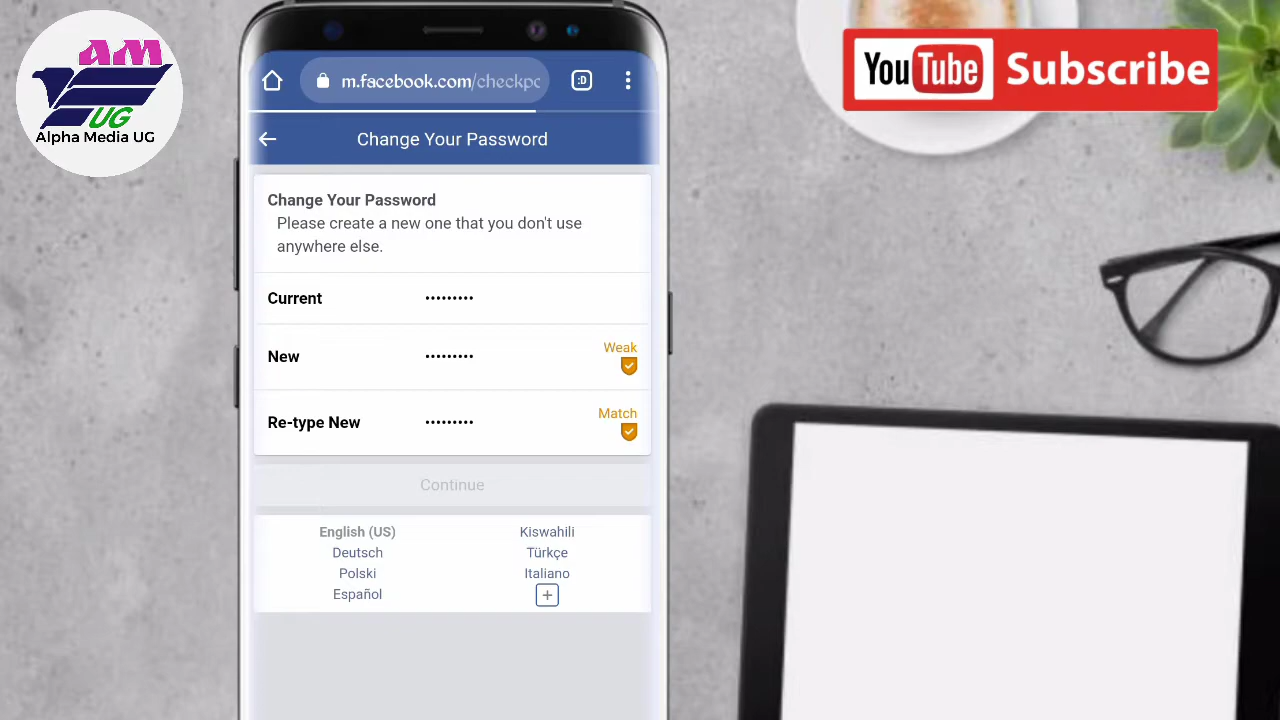 AM
UG
Alpha Media UG
YouTube Subscribe
:D
m.facebook.com/checkpo
Change Your Password
Change Your Password
Please create a new one that you don't use
anywhere else.
Current •••••••••
Weak
New •••••••••
Match
Re-type New •••••••••
Continue
English (US) Kiswahili
Deutsch Türkçe
Polski Italiano
Español +